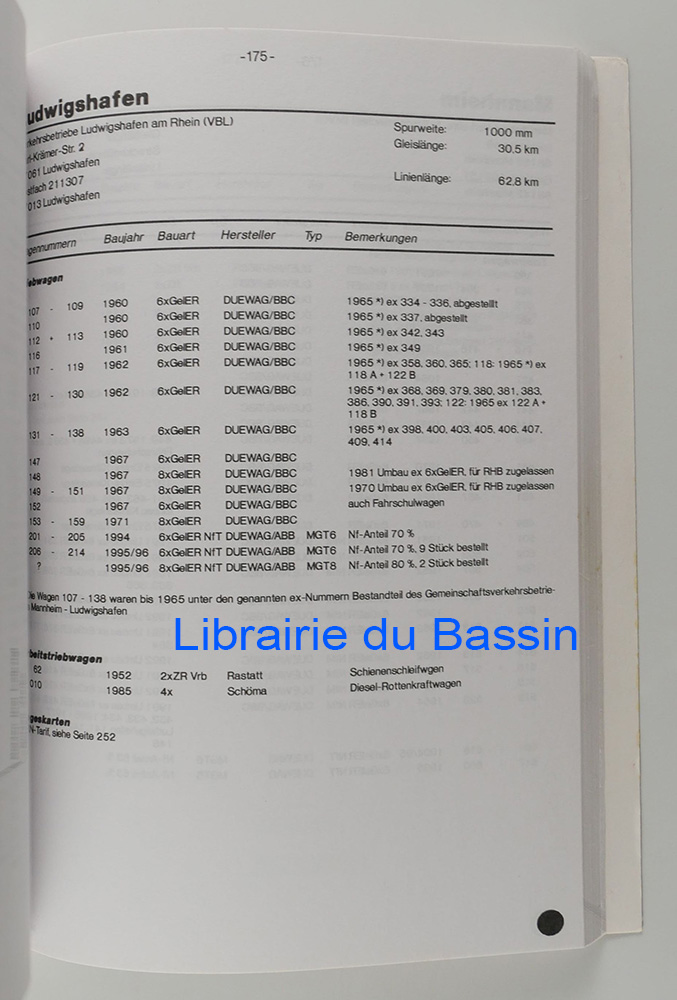 -175-
udwigshafen
rkehrsbetriebe Ludwigshafen am Rhein (VBL)
rl-Krämer-Str. 2
061 Ludwigshafen
stfach 211307
013 Ludwigshafen
Spurweite: 1000 mm
Gleislänge: 30.5 km
Linienlänge: 62.8 km
gennummern Baujahr Bauart Hersteller Typ Bemerkungen
iebwagen
107 - 109 1960 6xGelER DUEWAG/BBC 1965 *) ex 334 - 336, abgestellt
110 1960 6xGelER DUEWAG/BBC 1965 *) ex 337, abgestellt
112 + 113 1960 6xGelER DUEWAG/BBC 1965 *) ex 342, 343
116 1961 6xGelER DUEWAG/BBC 1965 *) ex 349
117 - 119 1962 6xGelER DUEWAG/BBC 1965 *) ex 358, 360, 365; 118: 1965 *) ex
118 A + 122 B
121 - 130 1962 6xGelER DUEWAG/BBC 1965 *) ex 368, 369, 379, 380, 381, 383,
386, 390, 391, 393; 122: 1965 ex 122 A +
118 B
131 - 138 1963 6xGelER DUEWAG/BBC 1965 *) ex 398, 400, 403, 405, 406, 407,
409, 414
147 1967 6xGelER DUEWAG/BBC
148 1967 8xGelER DUEWAG/BBC 1981 Umbau ex 6xGelER, für RHB zugelassen
149 - 151 1967 8xGelER DUEWAG/BBC 1970 Umbau ex 6xGelER, für RHB zugelassen
152 1967 6xGelER DUEWAG/BBC auch Fahrschulwagen
153 - 159 1971 8xGelER DUEWAG/BBC
201 - 205 1994 6xGelER NfT DUEWAG/ABB MGT6 Nf-Anteil 70 %
206 - 214 1995/96 6xGelER NfT DUEWAG/ABB MGT6 Nf-Anteil 70 %, 9 Stück bestellt
? 1995/96 8xGelER NfT DUEWAG/ABB MGT8 Nf-Anteil 80 %, 2 Stück bestellt
ie Wagen 107 - 138 waren bis 1965 unter den genannten ex-Nummern Bestandteil des Gemeinschaftsverkehrsbetrie-
Mannheim - Ludwigshafen
Librairie du Bassin
beitstriebwagen
62 1952 2xZR Vrb Rastatt Schienenschleifwgen
010 1985 4x Schöma Diesel-Rottenkraftwagen
geskarten
N-Tarif, siehe Seite 252